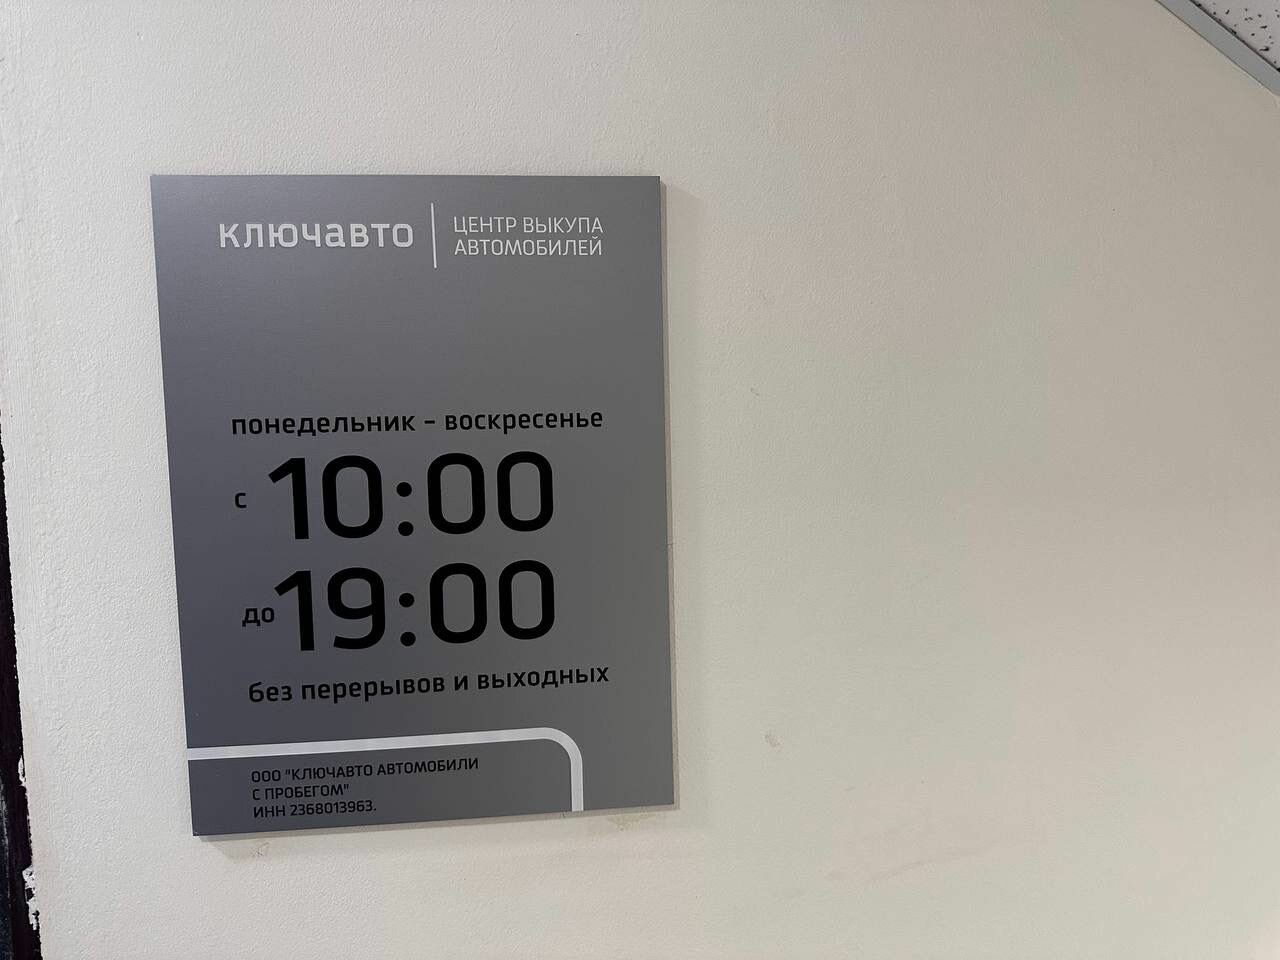 ключавто
ЦЕНТР ВЫКУПА
АВТОМОБИЛЕЙ
понедельник – воскресенье
с 10:00
до 19:00
без перерывов и выходных
ООО "КЛЮЧАВТО АВТОМОБИЛИ
С ПРОБЕГОМ"
ИНН 2368013963.